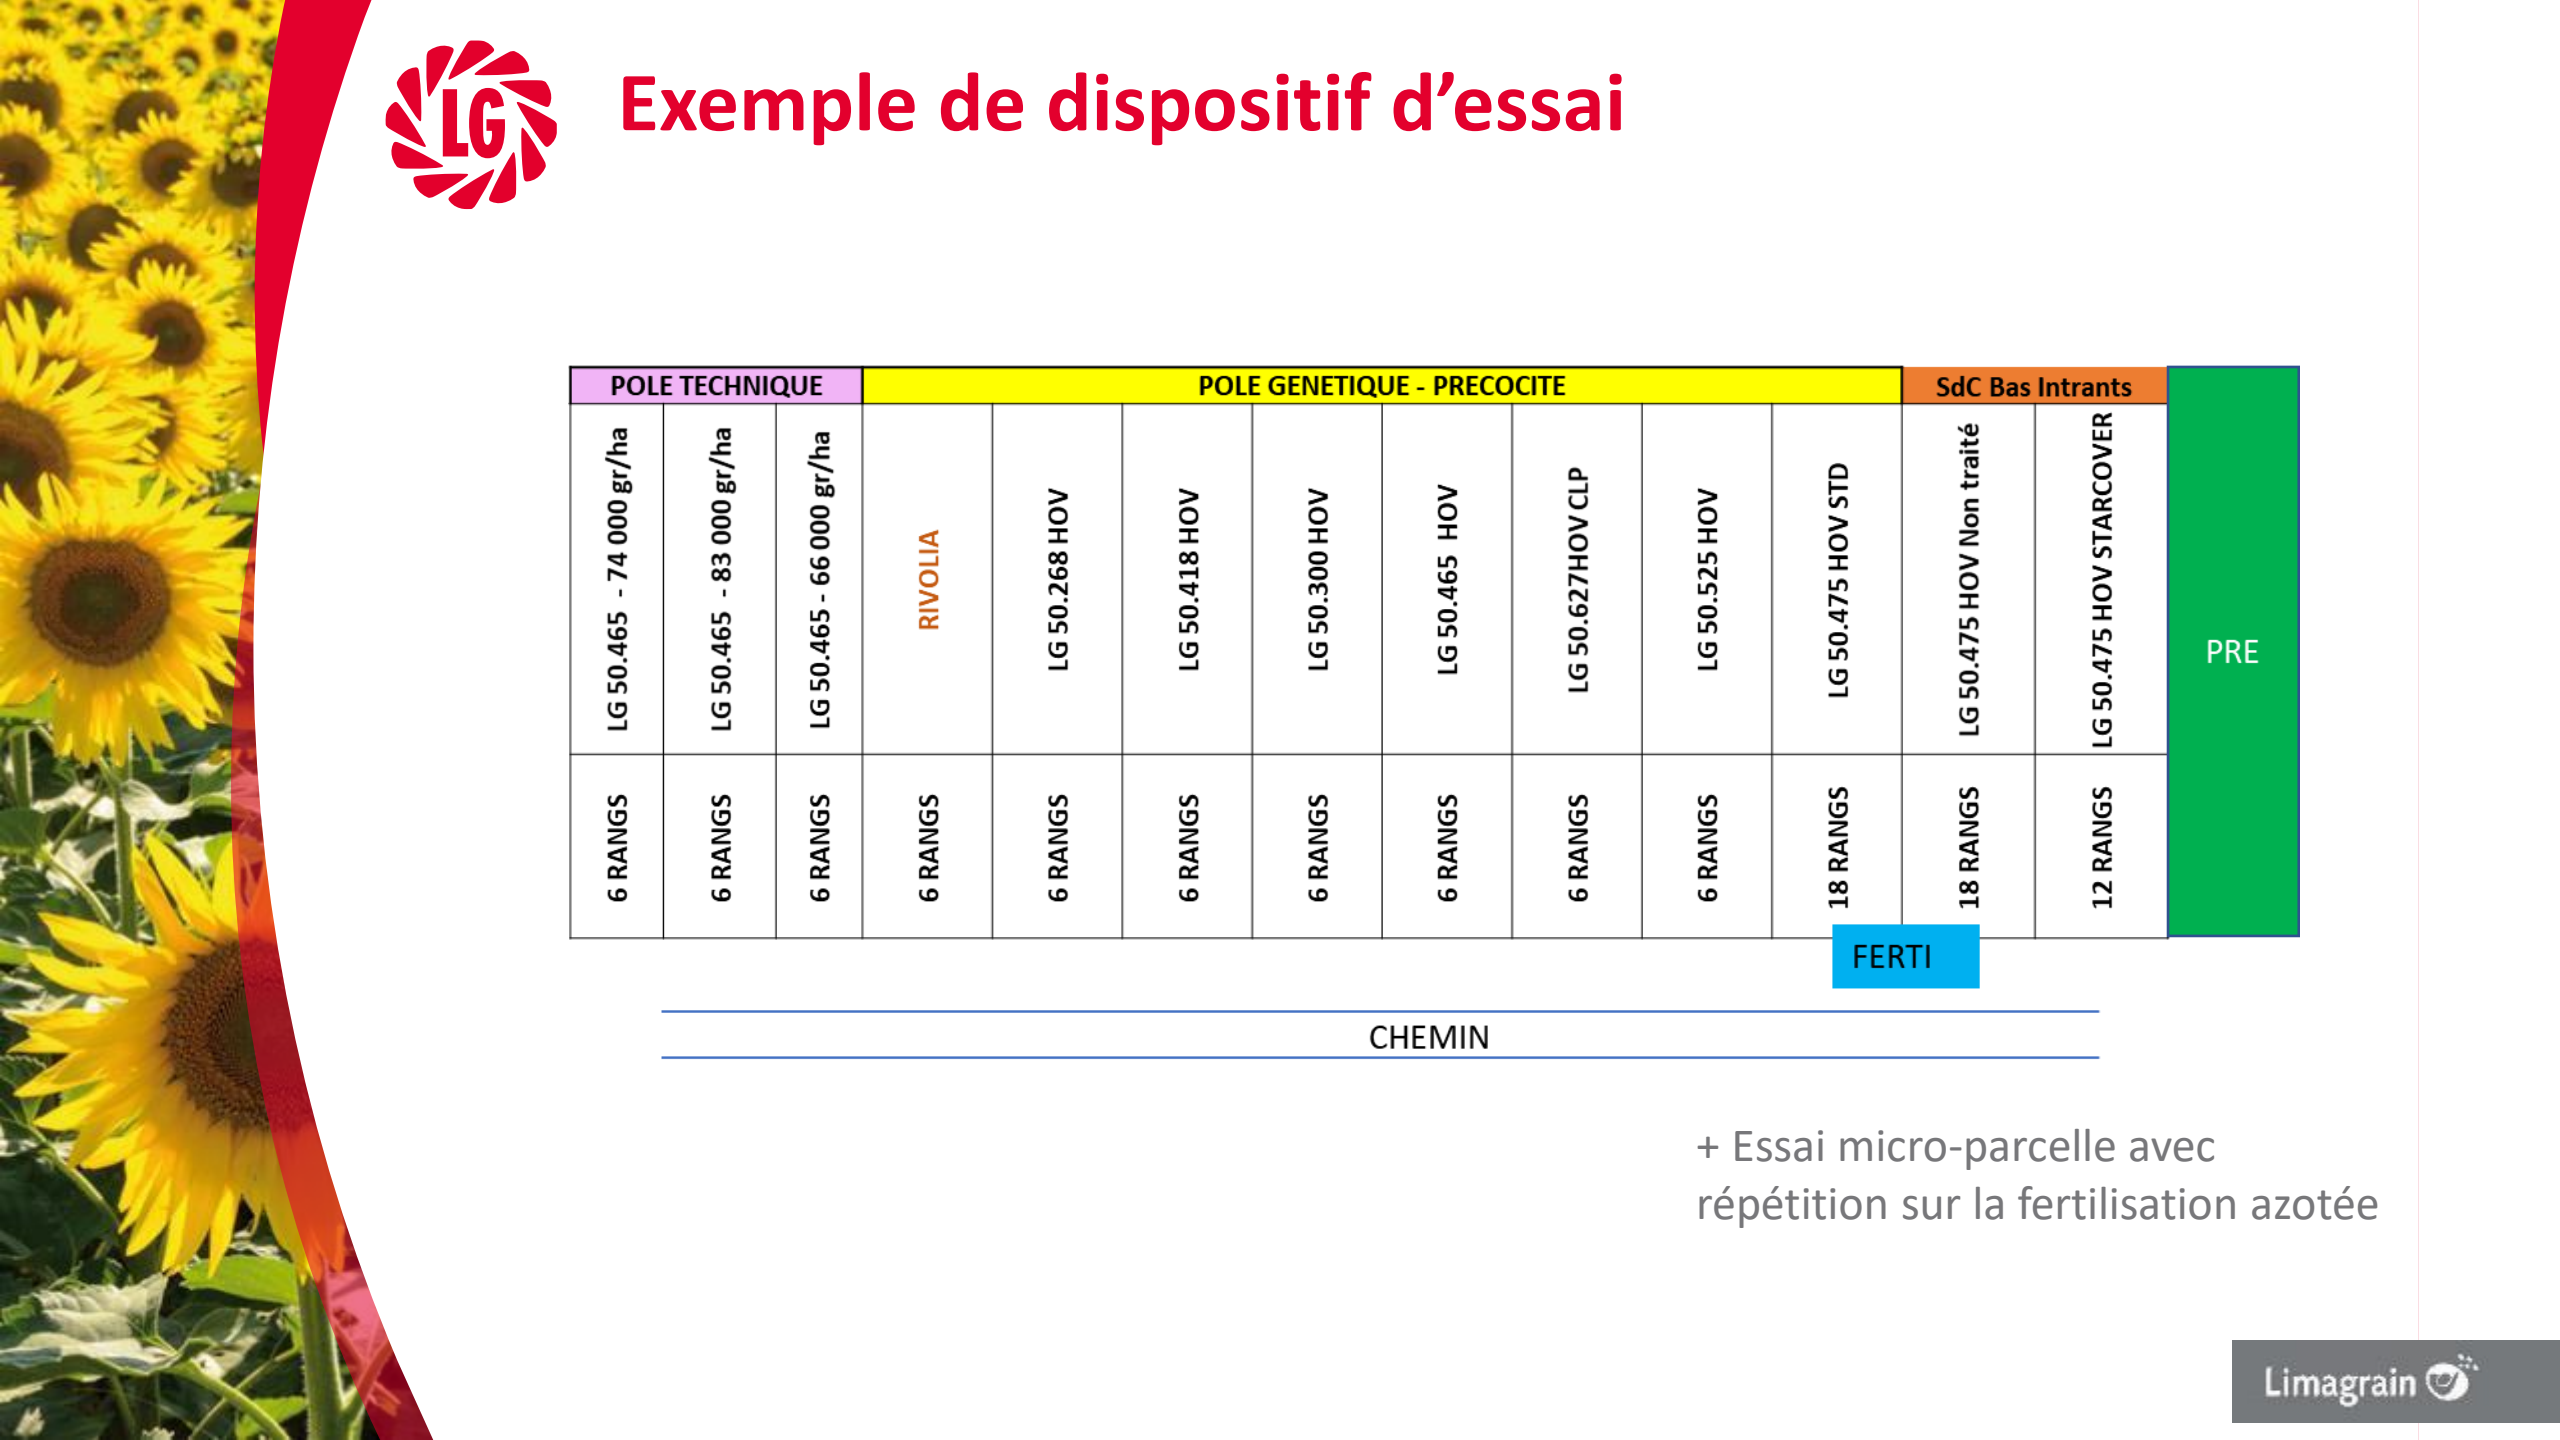 LG
Exemple de dispositif d’essai
POLE TECHNIQUE
POLE GENETIQUE - PRECOCITE
SdC Bas Intrants
LG 50.465 - 74 000 gr/ha
LG 50.465 - 83 000 gr/ha
LG 50.465 - 66 000 gr/ha
RIVOLIA
LG 50.268 HOV
LG 50.418 HOV
LG 50.300 HOV
LG 50.465 HOV
LG 50.627HOV CLP
LG 50.525 HOV
LG 50.475 HOV STD
LG 50.475 HOV Non traité
LG 50.475 HOV STARCOVER
PRE
6 RANGS
6 RANGS
6 RANGS
6 RANGS
6 RANGS
6 RANGS
6 RANGS
6 RANGS
6 RANGS
6 RANGS
18 RANGS
18 RANGS
12 RANGS
FERTI
CHEMIN
+ Essai micro-parcelle avec
répétition sur la fertilisation azotée
Limagrain